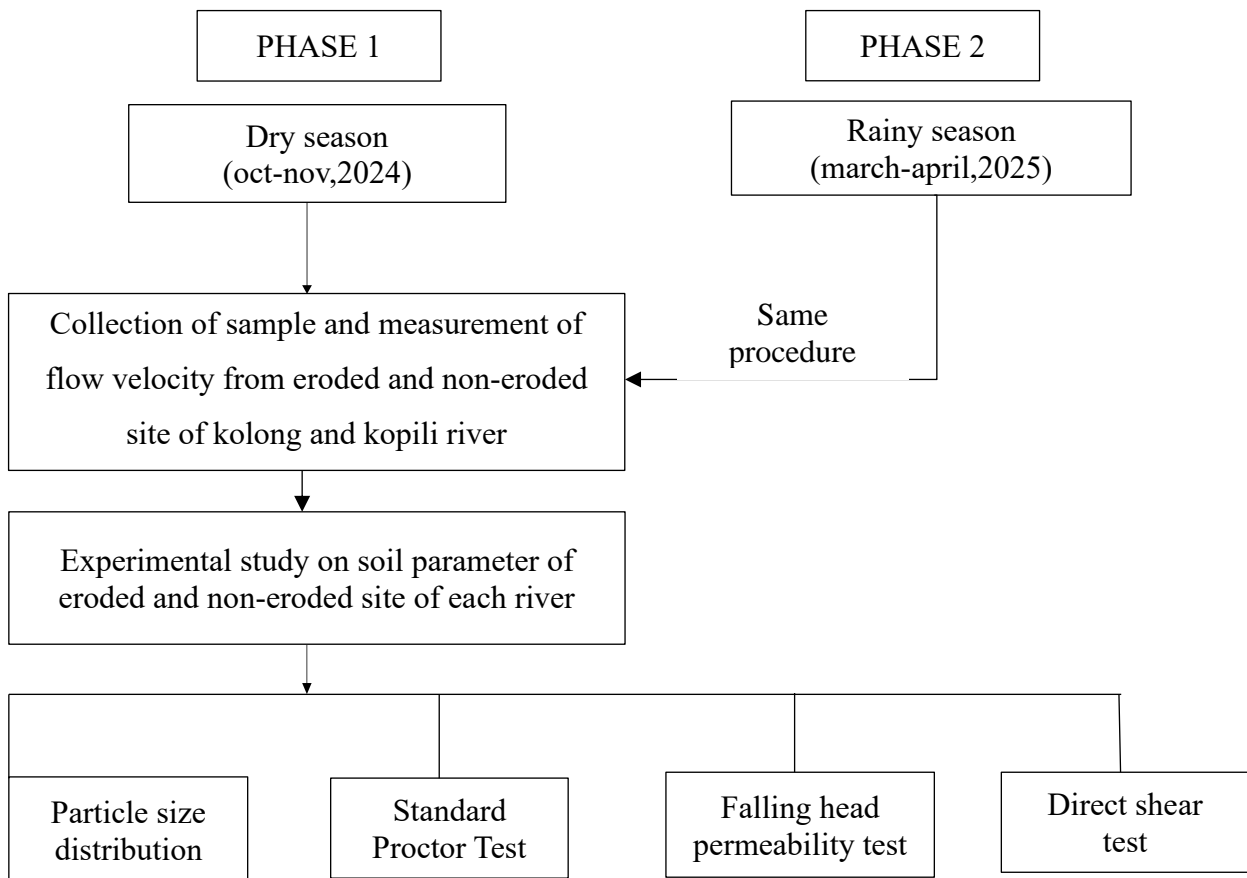 PHASE 1
PHASE 2
Dry season
(oct-nov,2024)
Rainy season
(march-april,2025)
Collection of sample and measurement of
flow velocity from eroded and non-eroded
site of kolong and kopili river
Same
procedure
Experimental study on soil parameter of
eroded and non-eroded site of each river
Particle size
distribution
Standard
Proctor Test
Falling head
permeability test
Direct shear
test